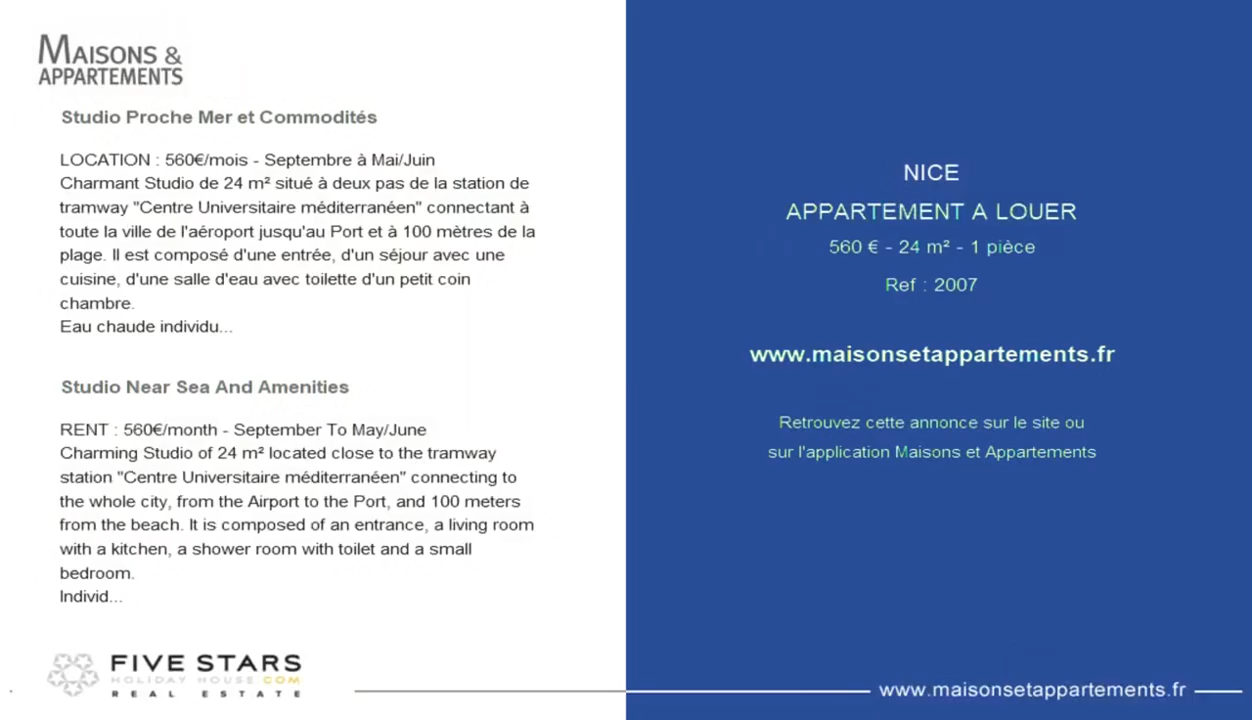 MAISONS &
APPARTEMENTS
Studio Proche Mer et Commodités
LOCATION : 560€/mois - Septembre à Mai/Juin
Charmant Studio de 24 m² situé à deux pas de la station de
tramway "Centre Universitaire méditerranéen" connectant à
toute la ville de l'aéroport jusqu'au Port et à 100 mètres de la
plage. Il est composé d'une entrée, d'un séjour avec une
cuisine, d'une salle d'eau avec toilette d'un petit coin
chambre.
Eau chaude individu...
Studio Near Sea And Amenities
RENT : 560€/month - September To May/June
Charming Studio of 24 m² located close to the tramway
station "Centre Universitaire méditerranéen" connecting to
the whole city, from the Airport to the Port, and 100 meters
from the beach. It is composed of an entrance, a living room
with a kitchen, a shower room with toilet and a small
bedroom.
Individ...
FIVE STARS
HOLIDAY HOUSE.COM
REAL ESTATE
NICE
APPARTEMENT A LOUER
560 € - 24 m² - 1 pièce
Ref : 2007
www.maisonsetappartements.fr
Retrouvez cette annonce sur le site ou
sur l'application Maisons et Appartements
www.maisonsetappartements.fr